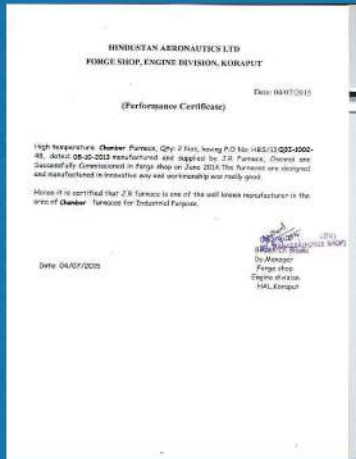 HINDUSTAN AERONAUTICS LTD
FORGE SHOP, ENGINE DIVISION, KORAPUT
Date: 04/07/2015
(Performance Certificate)
High temperature Chamber Furnace, Qty: 2 Nos, having P.O No:
dated 08-10-2013 manufactured and supplied by J.R Furnace, Chennai are
Successfully Commissioned in forge shop on June 2014. The furnaces are designed
and manufactured in innovative way and workmanship was really good.
Hence it is certified that J.R furnace is one of the well known manufacturer in the
area of Chamber furnaces for Industrial Purpose.
Date: 04/07/2015
Dy.Manager
Forge shop
Engine division
HAL,Koraput